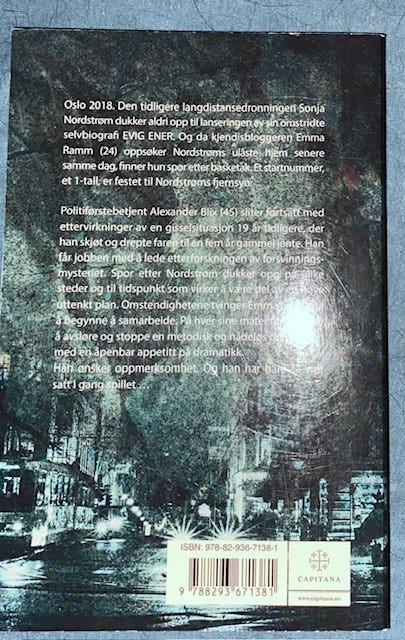 Oslo 2018. Den tidligere langdistansedronningen Sonja
Nordstrøm dukker aldri opp til lanseringen av sin omstridte
selvbiografi EVIG ENER. Og da kjendisbloggeren Emma
Ramm (24) oppsøker Nordstrøms ulåste hjem senere
samme dag, finner hun spor etter basketak. Et startnummer,
et 1-tall, er festet til Nordstrøms fjernsyn.
Politiførstebetjent Alexander Blix (45) sliter fortsatt med
ettervirkninger av en gisselsituasjon 19 år tidligere, der
han skjøt og drepte faren til en fem år gammel jente. Han
får jobben med å lede etterforskningen av forsvinnings-
mysteriet. Spor etter Nordstrøm dukker opp på ulike
steder og til tidspunkt som virker å være del av en nøye
uttenkt plan. Omstendighetene tvinger Emma
å begynne å samarbeide. På hver sine måter
å avsløre og stoppe en metodisk og nådeløs
med en åpenbar appetitt på dramatikk.
Han ønsker oppmerksomhet. Og han har bare så vidt
satt i gang spillet ...
ISBN: 978-82-936-7138-1
9 788293 671381
CAPITANA
www.capitana.no